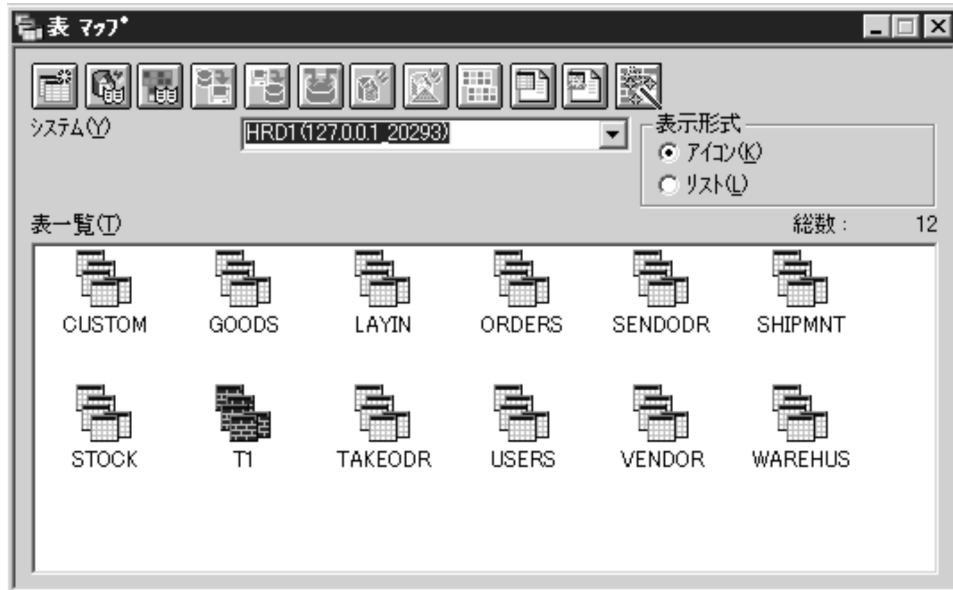 表 マップ
システム(Y)
HRD1(127.0.0.1_20293)
表示形式
アイコン(K)
リスト(L)
表一覧(T)
総数： 12
CUSTOM GOODS LAYIN ORDERS SENDODR SHIPMNT
STOCK T1 TAKEODR USERS VENDOR WAREHUS